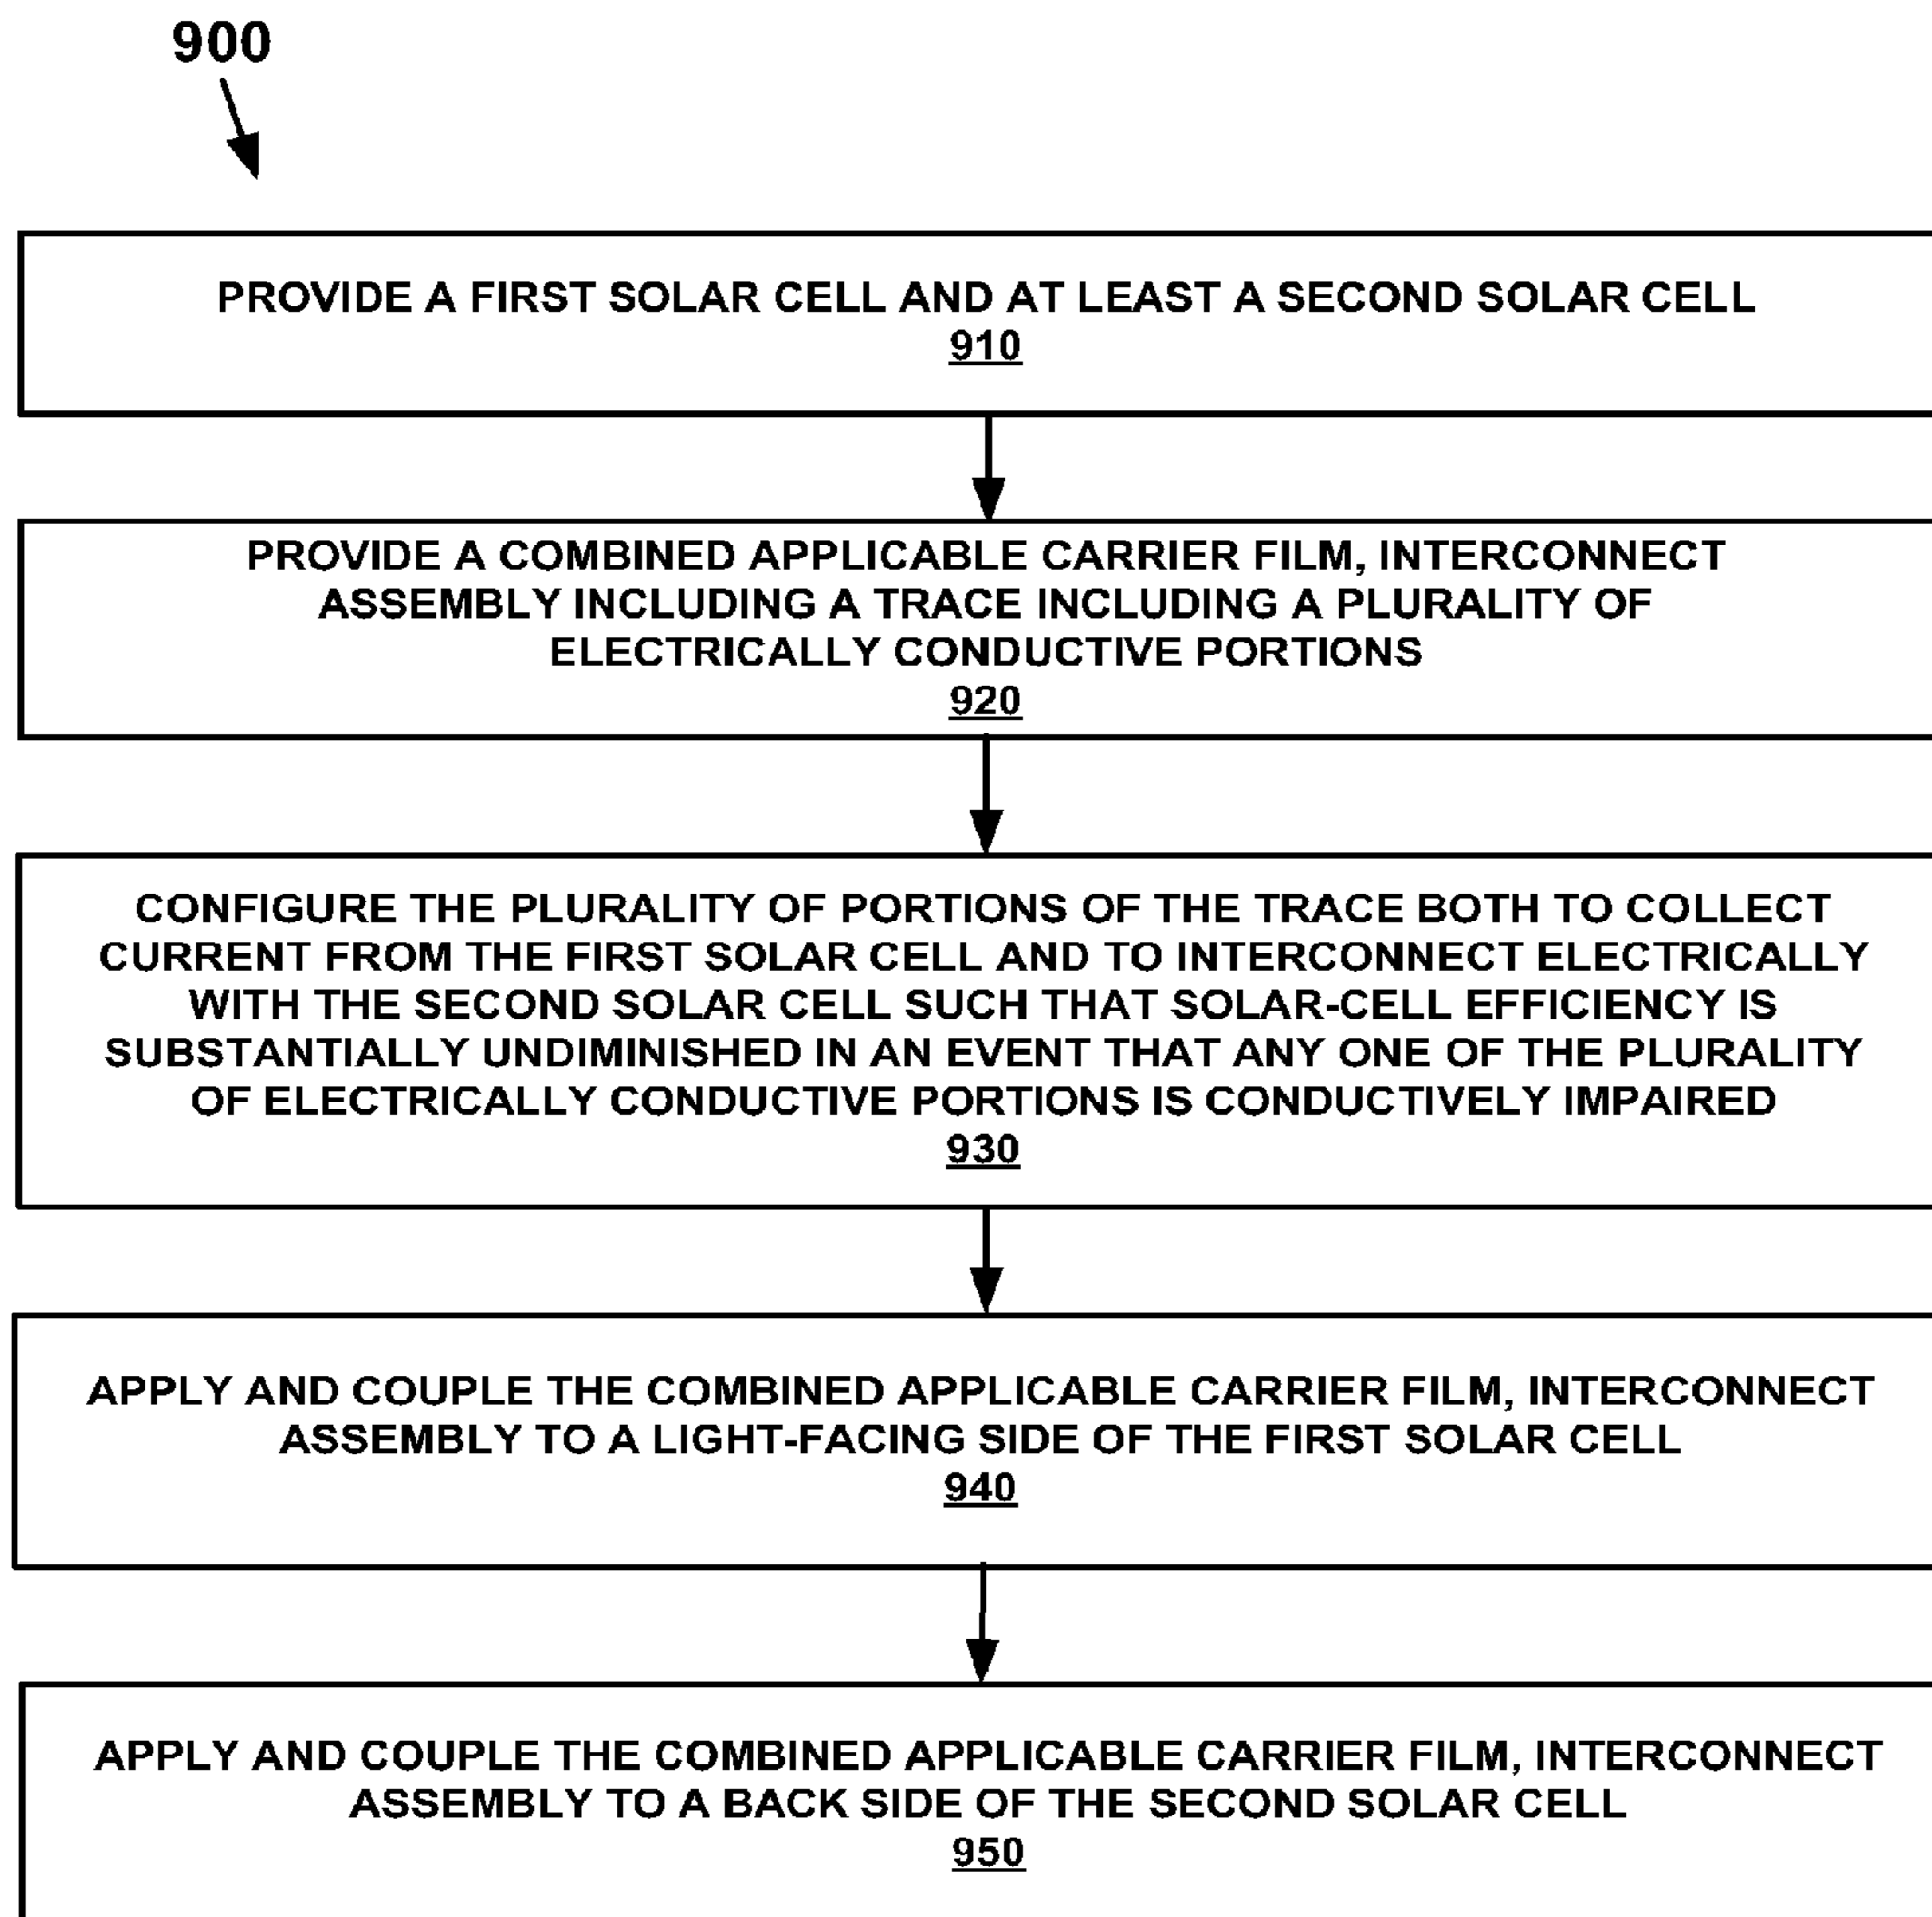 900
PROVIDE A FIRST SOLAR CELL AND AT LEAST A SECOND SOLAR CELL
910
PROVIDE A COMBINED APPLICABLE CARRIER FILM, INTERCONNECT
ASSEMBLY INCLUDING A TRACE INCLUDING A PLURALITY OF
ELECTRICALLY CONDUCTIVE PORTIONS
920
CONFIGURE THE PLURALITY OF PORTIONS OF THE TRACE BOTH TO COLLECT
CURRENT FROM THE FIRST SOLAR CELL AND TO INTERCONNECT ELECTRICALLY
WITH THE SECOND SOLAR CELL SUCH THAT SOLAR-CELL EFFICIENCY IS
SUBSTANTIALLY UNDIMINISHED IN AN EVENT THAT ANY ONE OF THE PLURALITY
OF ELECTRICALLY CONDUCTIVE PORTIONS IS CONDUCTIVELY IMPAIRED
930
APPLY AND COUPLE THE COMBINED APPLICABLE CARRIER FILM, INTERCONNECT
ASSEMBLY TO A LIGHT-FACING SIDE OF THE FIRST SOLAR CELL
940
APPLY AND COUPLE THE COMBINED APPLICABLE CARRIER FILM, INTERCONNECT
ASSEMBLY TO A BACK SIDE OF THE SECOND SOLAR CELL
950